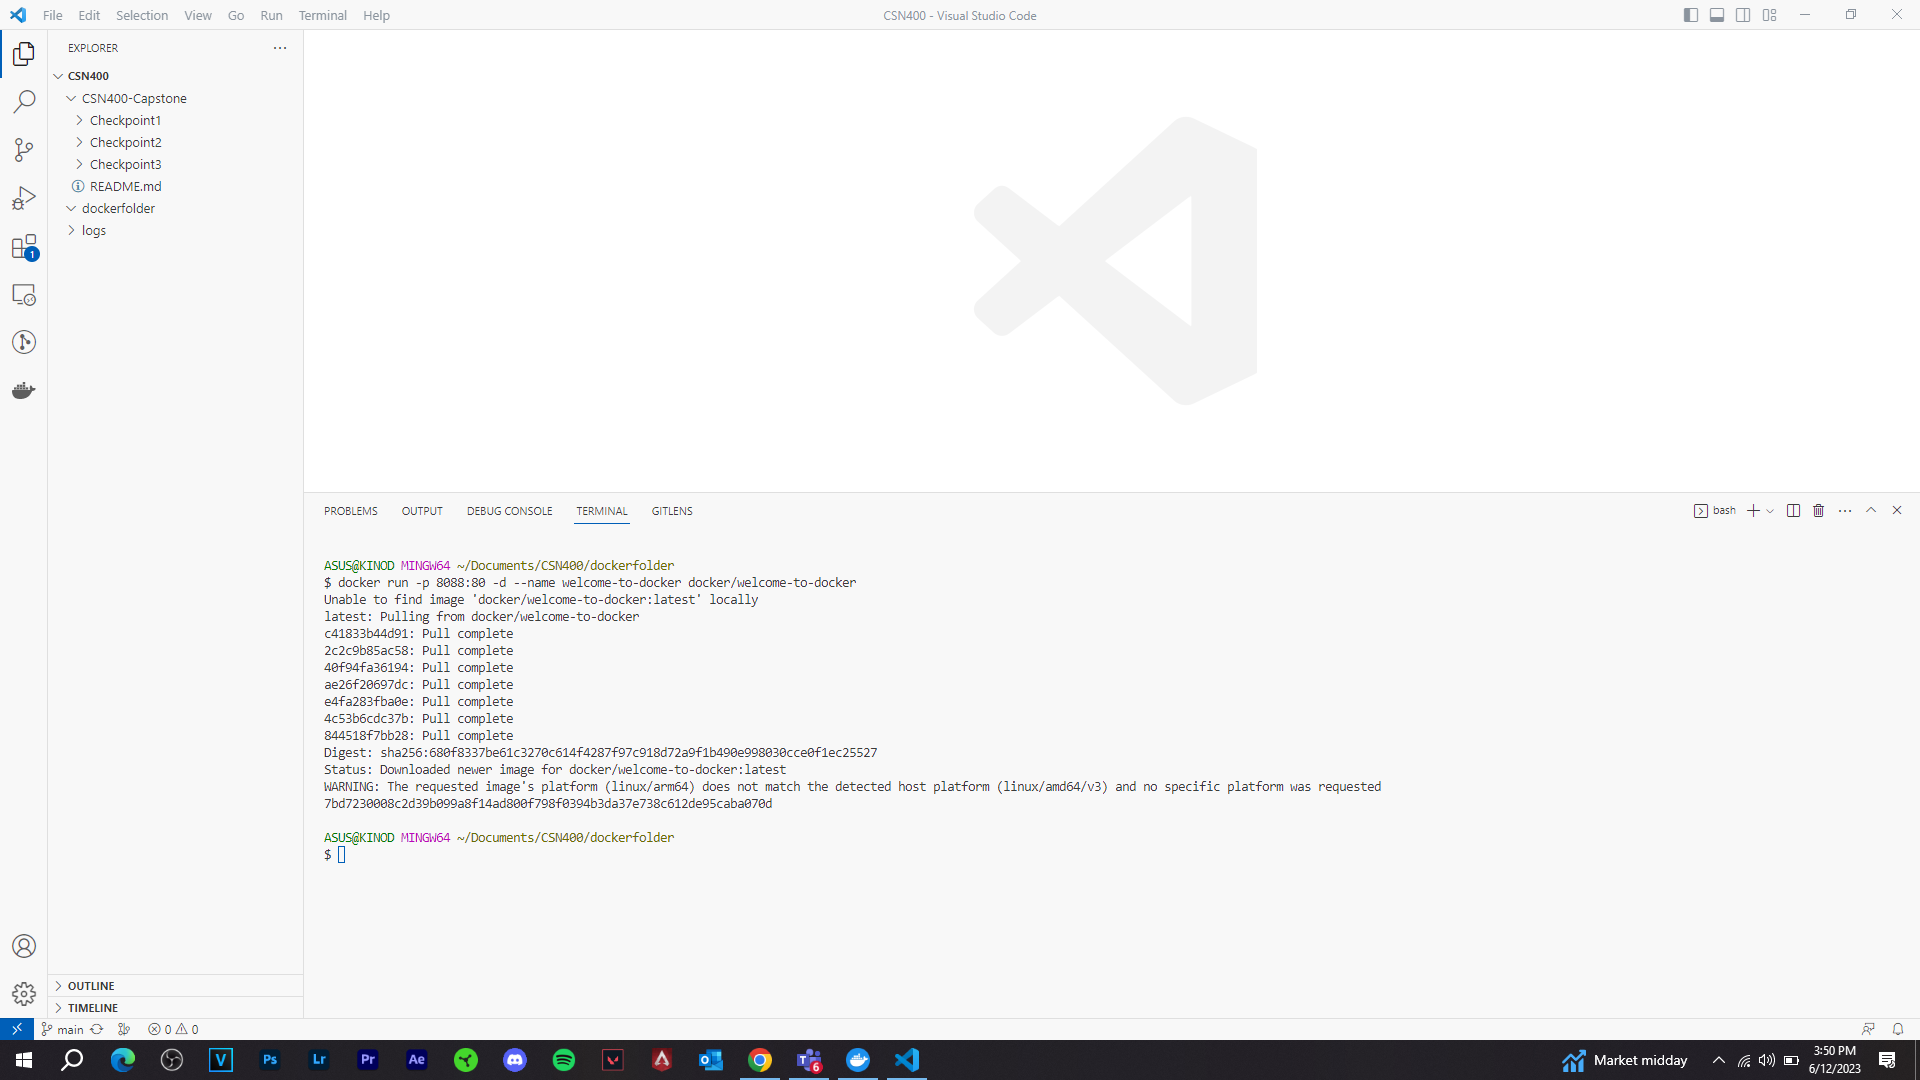 File Edit Selection View Go Run Terminal Help
CSN400 - Visual Studio Code
EXPLORER
CSN400
CSN400-Capstone
Checkpoint1
Checkpoint2
Checkpoint3
README.md
dockerfolder
logs
1
PROBLEMS OUTPUT DEBUG CONSOLE TERMINAL GITLENS
bash
ASUS@KINOD MINGW64 ~/Documents/CSN400/dockerfolder
$ docker run -p 8088:80 -d --name welcome-to-docker docker/welcome-to-docker
Unable to find image 'docker/welcome-to-docker:latest' locally
latest: Pulling from docker/welcome-to-docker
c41833b44d91: Pull complete
2c2c9b85ac58: Pull complete
40f94fa36194: Pull complete
ae26f20697dc: Pull complete
e4fa283fba0e: Pull complete
4c53b6cdc37b: Pull complete
844518f7bb28: Pull complete
Digest: sha256:680f8337be61c3270c614f4287f97c918d72a9f1b490e998030cce0f1ec25527
Status: Downloaded newer image for docker/welcome-to-docker:latest
WARNING: The requested image's platform (linux/arm64) does not match the detected host platform (linux/amd64/v3) and no specific platform was requested
7bd7230008c2d39b099a8f14ad800f798f0394b3da37e738c612de95caba070d
ASUS@KINOD MINGW64 ~/Documents/CSN400/dockerfolder
$
OUTLINE
TIMELINE
main 0 0
V Ps Lr Pr Ae
T 6
Market midday
3:50 PM
6/12/2023